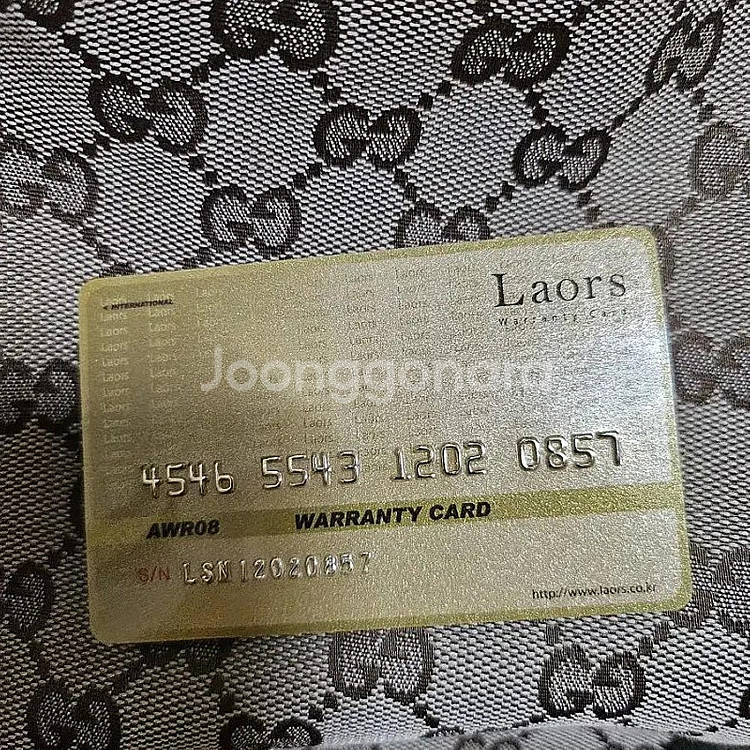 < INTERNATIONAL
Laors
Warranty Card
Joonggonara
4546 5543 1202 0857
AWR08 WARRANTY CARD
S/N LSN12020857
http://www.laors.co.kr